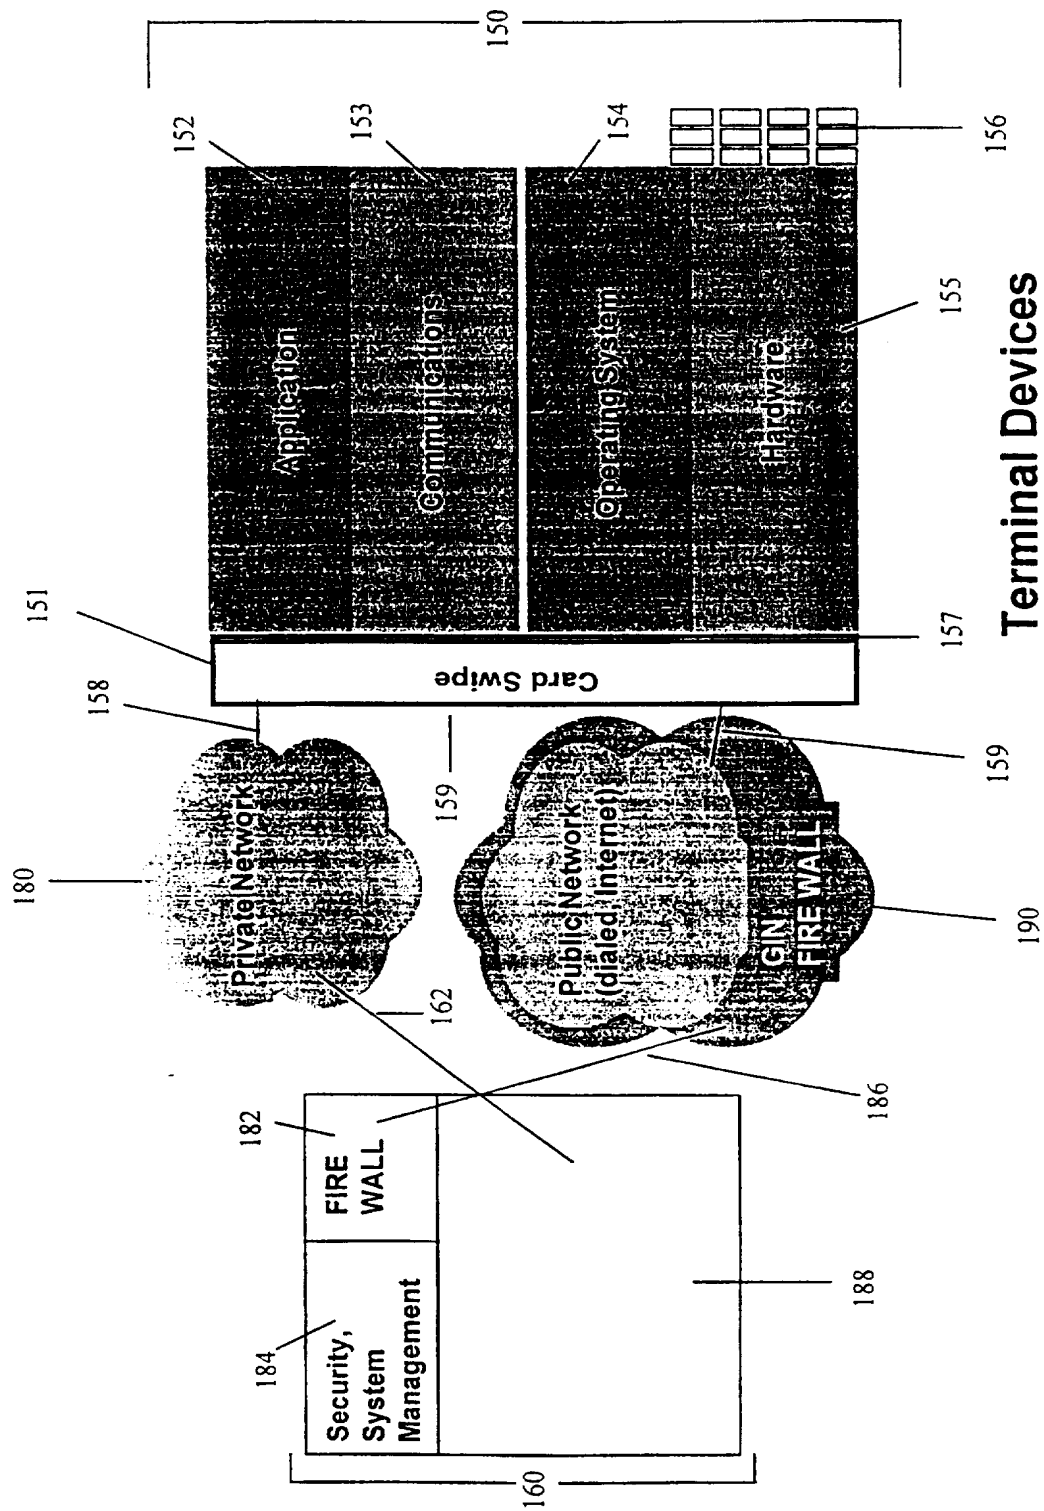 160
184
Security,
System
Management
182
FIRE
WALL
188
186
162
180
Private Network
Public Network
(dialed Internet)
GIN
FIRE WALL
190
158
159
159
151
Card Swipe
157
Application
Communications
Operating System
Hardware
152
153
154
155
156
150
Terminal Devices